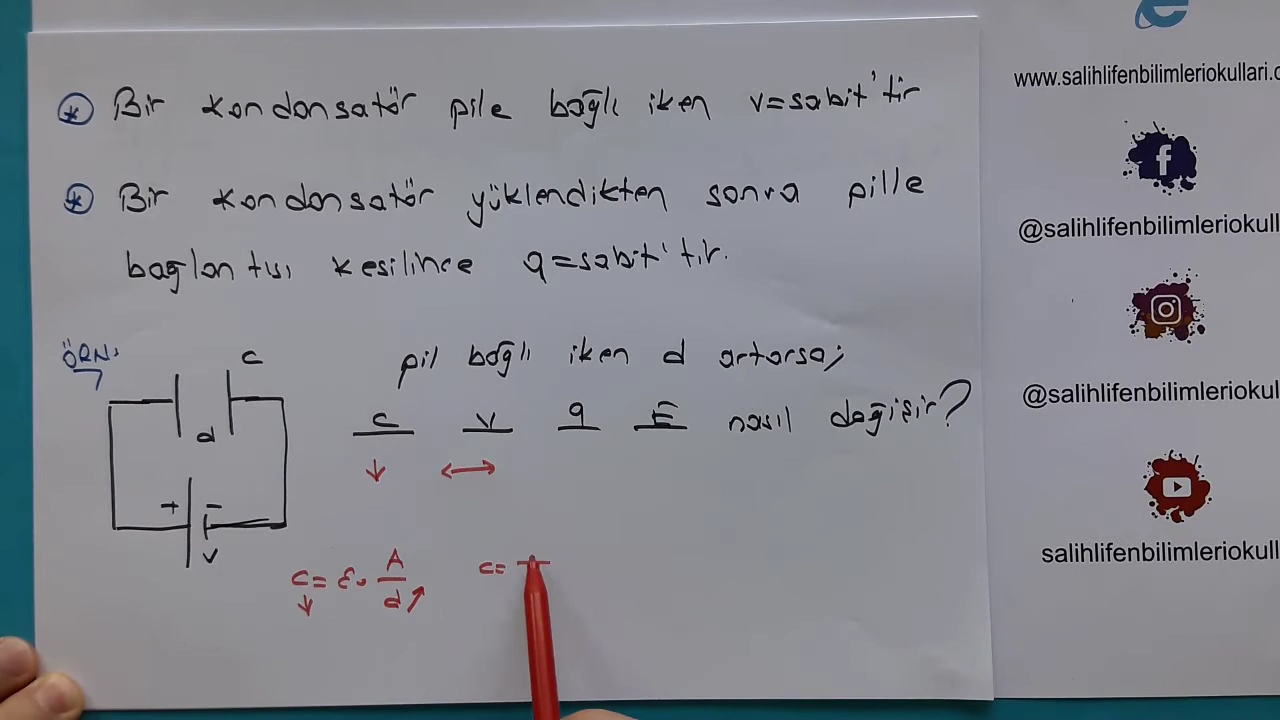 * Bir kondansatör pile bağlı iken V=sabit'tir
* Bir kondansatör yüklendikten sonra pille
bağlantısı kesilince q=sabit'tir.
ÖRN:
C
d
+ -
V
pil bağlı iken d artarsa;
C V q E nasıl değişir?
↓ ↔
C = ε. A/d ↗
↓
C =
www.salihlifenbilimleriokullari.c
f
@salihlifenbilimleriokull
@salihlifenbilimleriokull
salihlifenbilimleriokull